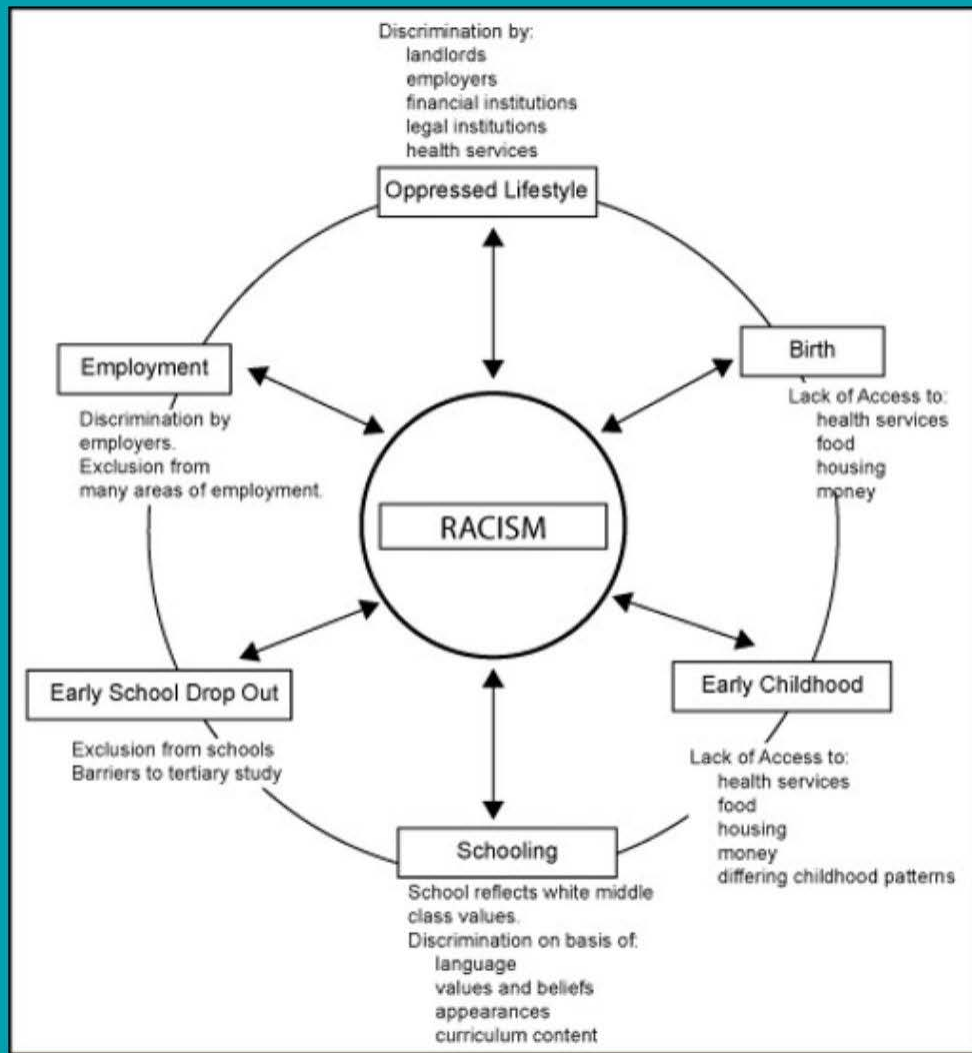 Discrimination by:
landlords
employers
financial institutions
legal institutions
health services
Oppressed Lifestyle
Birth
Lack of Access to:
health services
food
housing
money
Early Childhood
Lack of Access to:
health services
food
housing
money
differing childhood patterns
Schooling
School reflects white middle
class values.
Discrimination on basis of:
language
values and beliefs
appearances
curriculum content
Early School Drop Out
Exclusion from schools
Barriers to tertiary study
Employment
Discrimination by
employers.
Exclusion from
many areas of employment.
RACISM